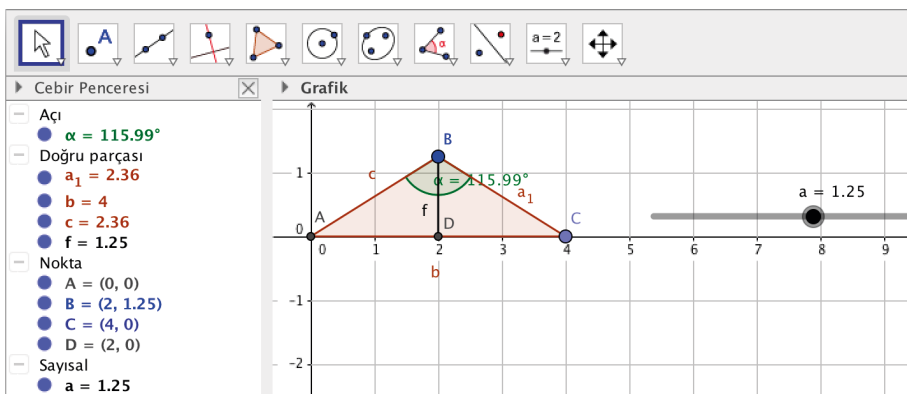 A
α
a=2
Cebir Penceresi
Grafik
Açı
α = 115.99°
Doğru parçası
a₁ = 2.36
b = 4
c = 2.36
f = 1.25
Nokta
A = (0, 0)
B = (2, 1.25)
C = (4, 0)
D = (2, 0)
Sayısal
a = 1.25
B
c
α = 115.99°
a₁
1
f
A
D
C
a = 1.25
0
0 1 2 3 4 5 6 7 8 9
b
−1
−2